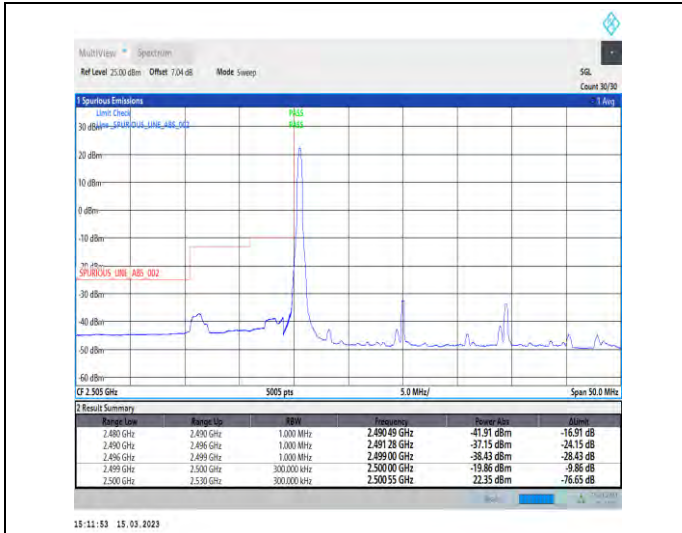 MultiView Spectrum
Ref Level 25.00 dBm Offset 7.04 dB Mode Sweep SGL
Count 30/30
1 Spurious Emissions 1 Avg
Limit Check PASS
30 dBm Line _SPURIOUS_LINE_ABS_002 PASS
20 dBm
10 dBm
0 dBm
-10 dBm
-20 dBm
SPURIOUS_LINE_ABS_002
-30 dBm
-40 dBm
-50 dBm
-60 dBm
CF 2.505 GHz 5005 pts 5.0 MHz/ Span 50.0 MHz
2 Result Summary
Range Low Range Up RBW Frequency Power Abs ΔLimit
2.480 GHz 2.490 GHz 1.000 MHz 2.490 49 GHz -41.91 dBm -16.91 dB
2.490 GHz 2.496 GHz 1.000 MHz 2.491 28 GHz -37.15 dBm -24.15 dB
2.496 GHz 2.499 GHz 1.000 MHz 2.499 00 GHz -38.43 dBm -28.43 dB
2.499 GHz 2.500 GHz 300.000 kHz 2.500 00 GHz -19.86 dBm -9.86 dB
2.500 GHz 2.530 GHz 300.000 kHz 2.500 55 GHz 22.35 dBm -76.65 dB
15:11:53 15.03.2023